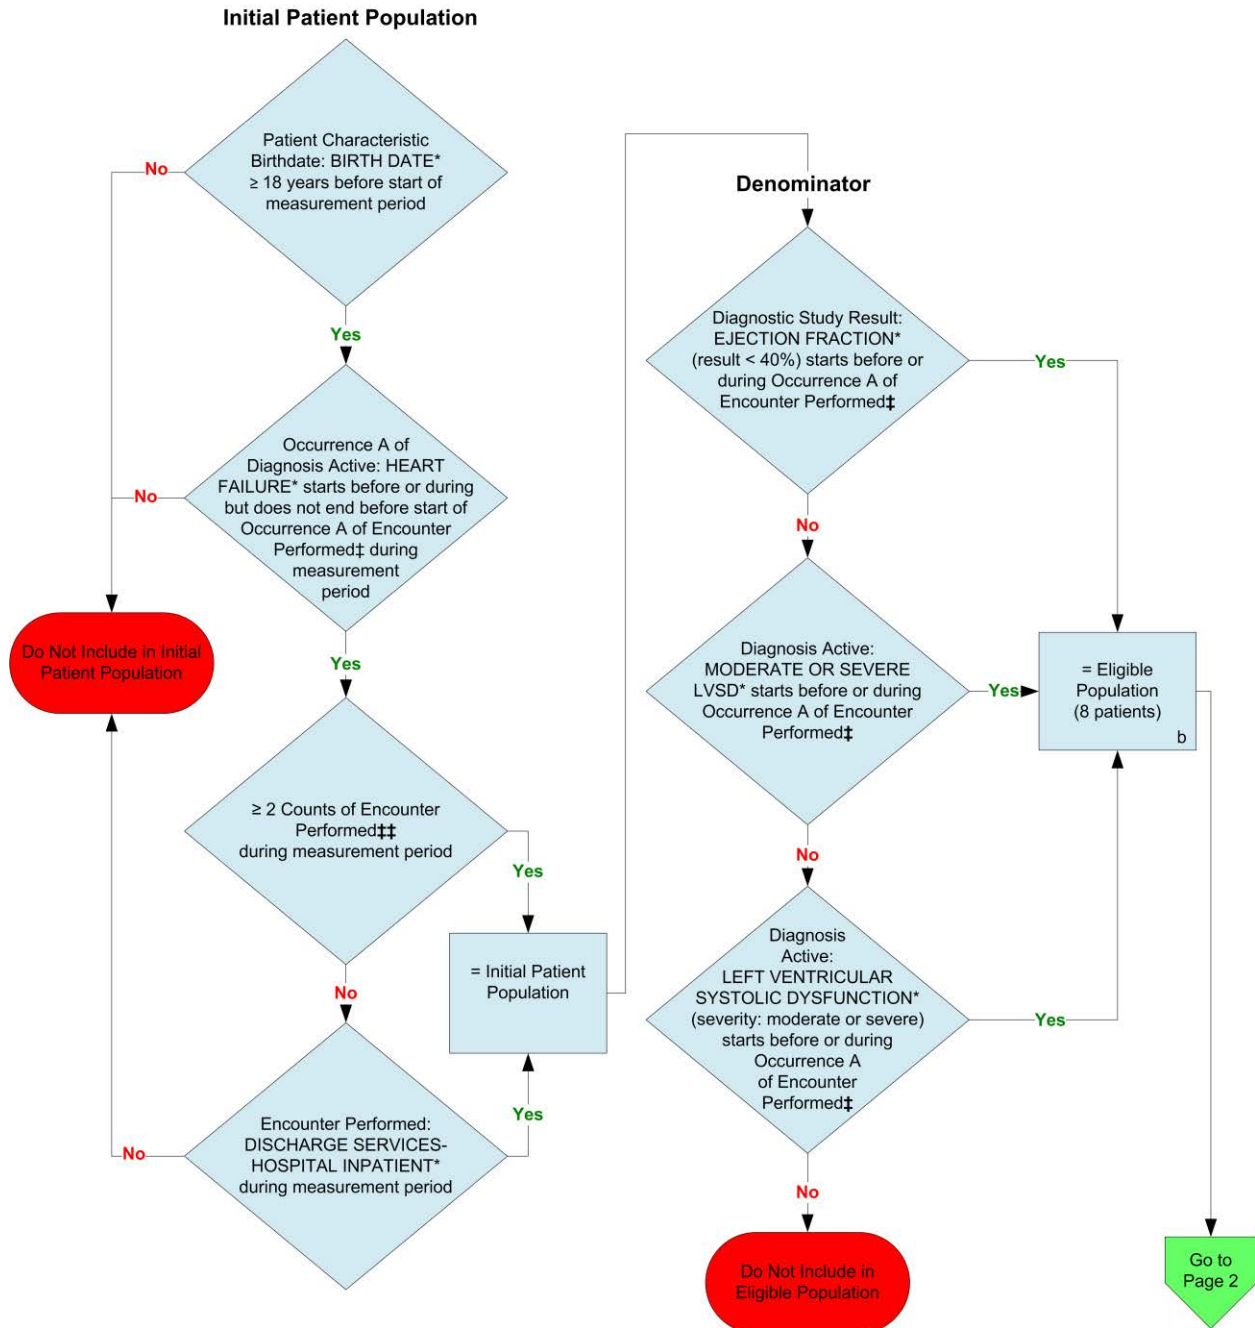 Initial Patient Population
Patient Characteristic
Birthdate: BIRTH DATE*
≥ 18 years before start of
measurement period
No
Yes
Occurrence A of
Diagnosis Active: HEART
FAILURE* starts before or during
but does not end before start of
Occurrence A of Encounter
Performed‡ during
measurement
period
No
Do Not Include in Initial
Patient Population
Yes
≥ 2 Counts of Encounter
Performed‡‡
during measurement period
Yes
No
= Initial Patient
Population
Encounter Performed:
DISCHARGE SERVICES-
HOSPITAL INPATIENT*
during measurement period
Yes
No
Denominator
Diagnostic Study Result:
EJECTION FRACTION*
(result < 40%) starts before or
during Occurrence A of
Encounter Performed‡
Yes
No
Diagnosis Active:
MODERATE OR SEVERE
LVSD* starts before or during
Occurrence A of Encounter
Performed‡
Yes
= Eligible
Population
(8 patients)
b
No
Diagnosis
Active:
LEFT VENTRICULAR
SYSTOLIC DYSFUNCTION*
(severity: moderate or severe)
starts before or during
Occurrence A
of Encounter
Performed‡
Yes
No
Do Not Include in
Eligible Population
Go to
Page 2